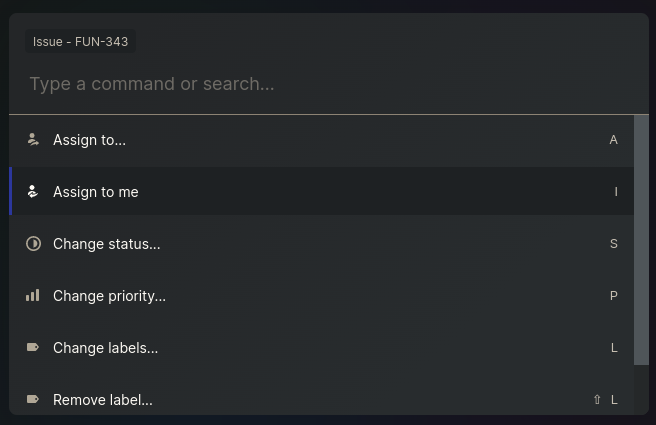 Issue - FUN-343
Type a command or search...
Assign to... A
Assign to me I
Change status... S
Change priority... P
Change labels... L
Remove label... ⇧ L